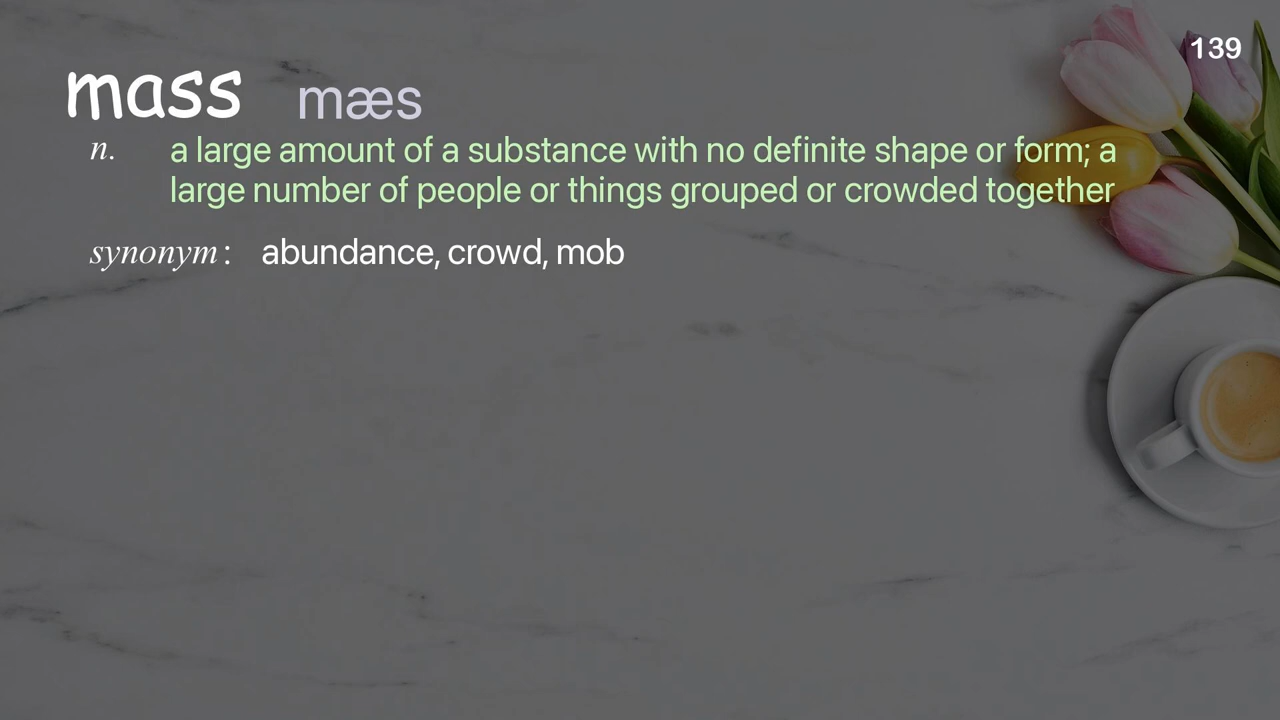 139
mass mæs
n. a large amount of a substance with no definite shape or form; a
large number of people or things grouped or crowded together
synonym : abundance, crowd, mob